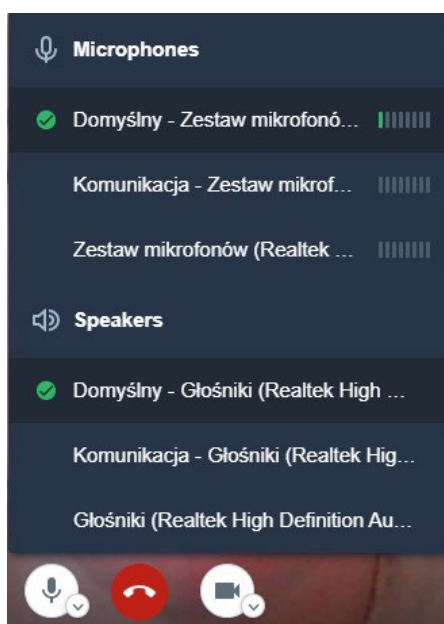 Microphones
Domyślny - Zestaw mikrofonó...
Komunikacja - Zestaw mikrof...
Zestaw mikrofonów (Realtek ...
Speakers
Domyślny - Głośniki (Realtek High ...
Komunikacja - Głośniki (Realtek Hig...
Głośniki (Realtek High Definition Au...